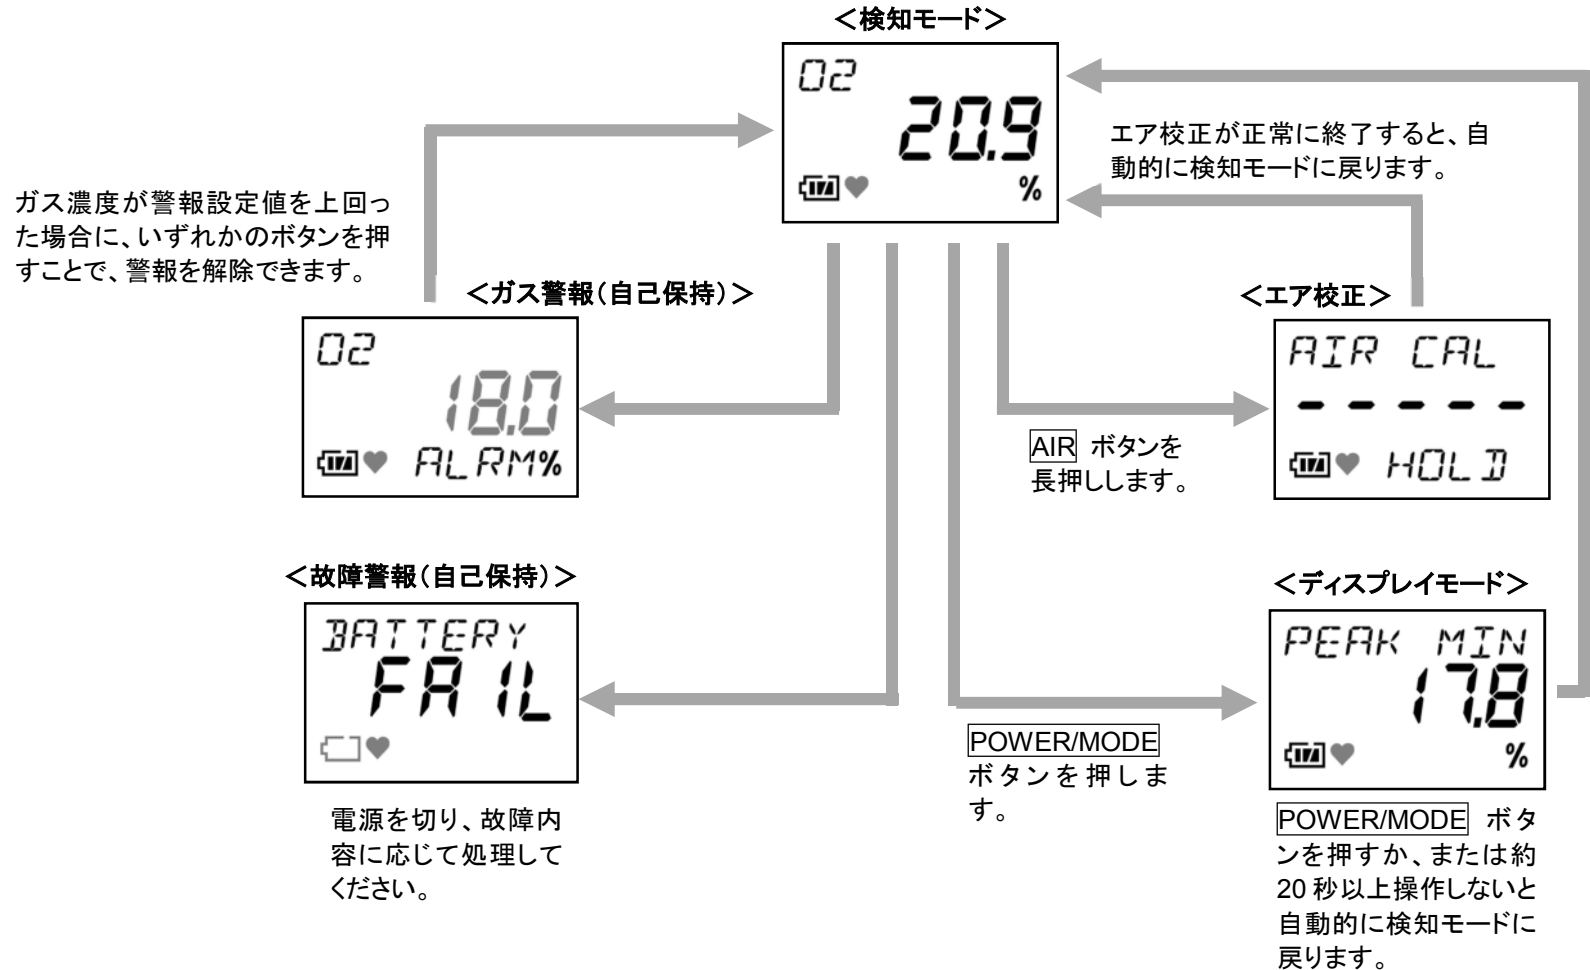 ＜検知モード＞
O2
20.9
%
エア校正が正常に終了すると、自
動的に検知モードに戻ります。
ガス濃度が警報設定値を上回っ
た場合に、いずれかのボタンを押
すことで、警報を解除できます。
＜ガス警報（自己保持）＞
O2
18.0
ALRM%
＜エア校正＞
AIR CAL
- - - - -
HOLD
AIR ボタンを
長押しします。
＜故障警報（自己保持）＞
BATTERY
FAIL
電源を切り、故障内
容に応じて処理して
ください。
＜ディスプレイモード＞
PEAK MIN
17.8
%
POWER/MODE
ボタンを押しま
す。
POWER/MODE ボタ
ンを押すか、または約
20 秒以上操作しないと
自動的に検知モードに
戻ります。